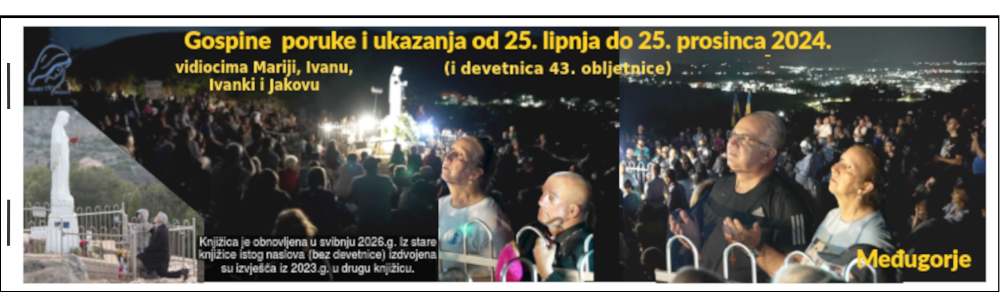 Gospine poruke i ukazanja od 25. lipnja do 25. prosinca 2024.
vidiocima Mariji, Ivanu,
Ivanki i Jakovu
(i devetnica 43. obljetnice)
MARY TV
Knjižica je obnovljena u svibnju 2026.g. Iz stare
knjižice istog naslova (bez devetnice) izdvojena
su izvješća iz 2023.g. u drugu knjižicu.
Međugorje